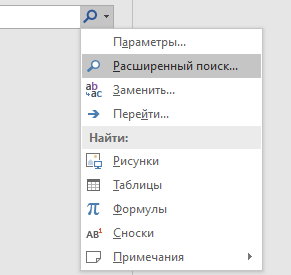 Параметры...
Расширенный поиск...
Заменить...
Перейти...
Найти:
Рисунки
Таблицы
Формулы
Сноски
Примечания